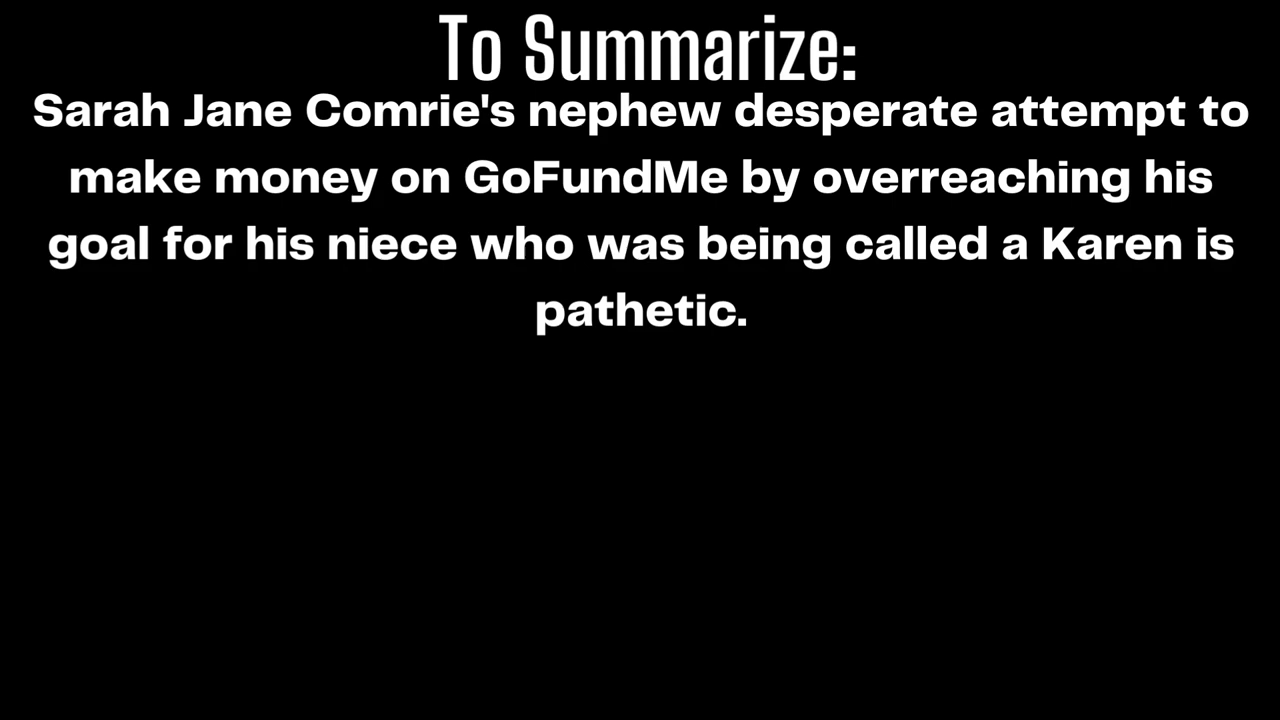 To Summarize:
Sarah Jane Comrie's nephew desperate attempt to
make money on GoFundMe by overreaching his
goal for his niece who was being called a Karen is
pathetic.